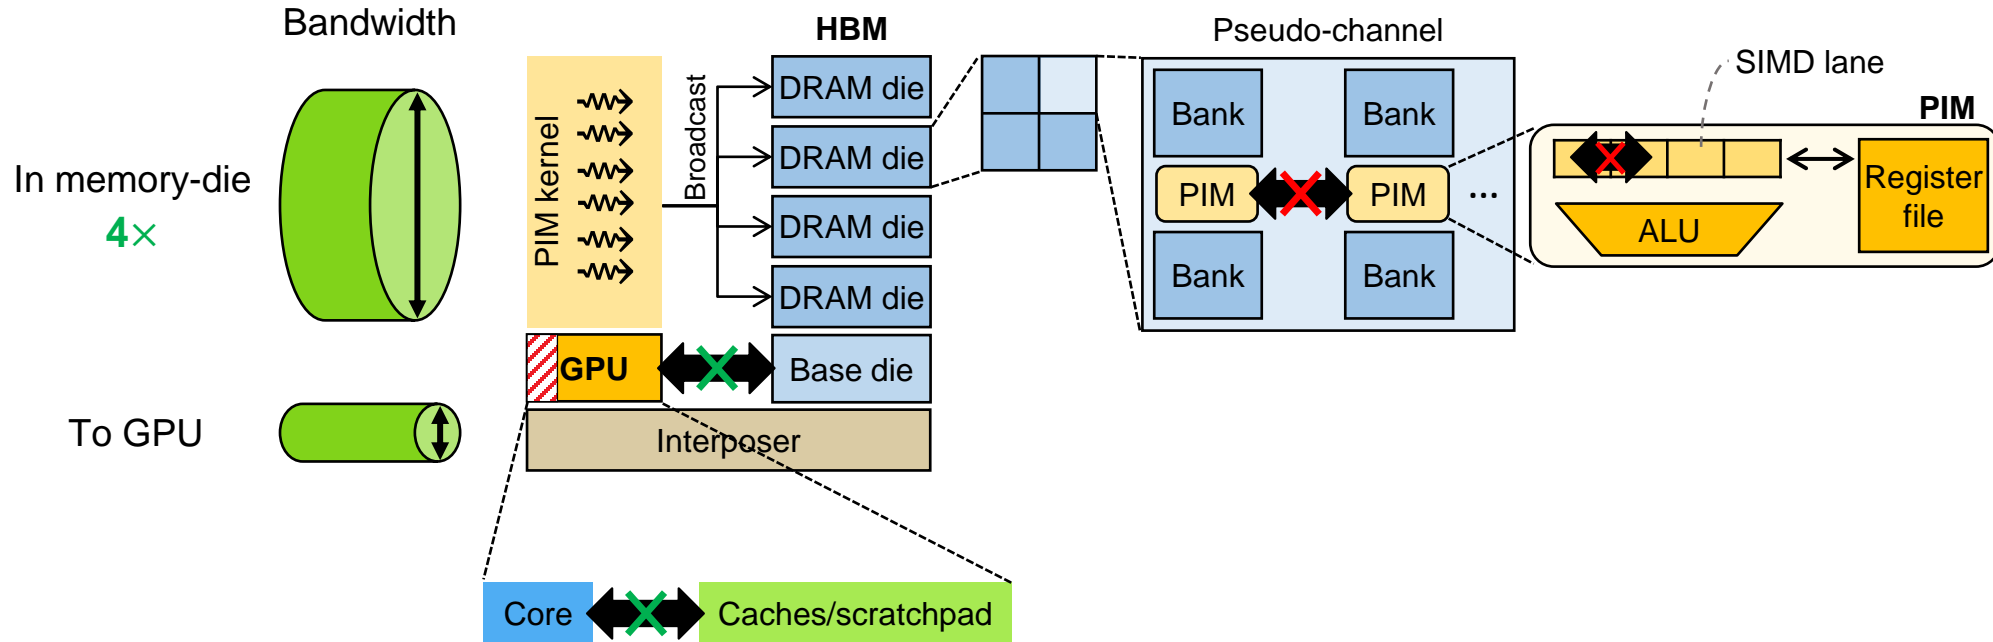 Bandwidth
In memory-die
4×
To GPU
PIM kernel
Broadcast
HBM
DRAM die
DRAM die
DRAM die
DRAM die
GPU
Base die
Interposer
Core
Caches/scratchpad
Pseudo-channel
Bank
Bank
PIM
PIM
...
Bank
Bank
SIMD lane
PIM
ALU
Register
file